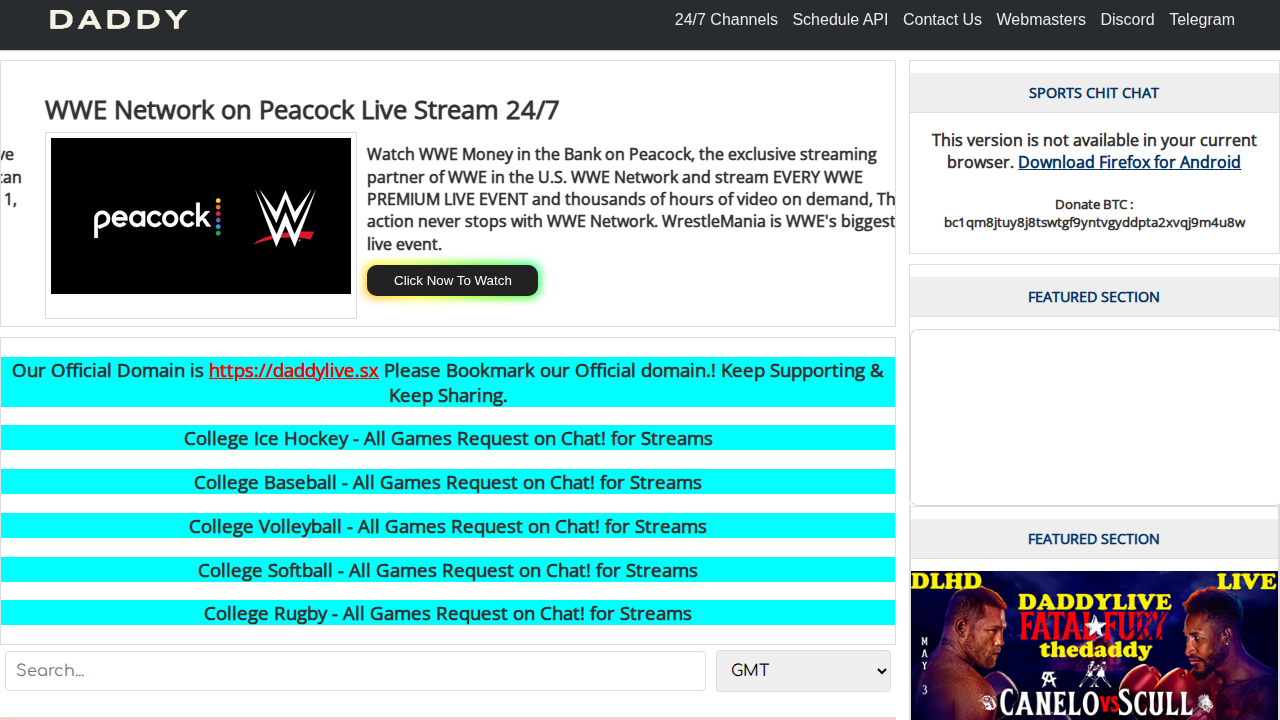 DADDY
24/7 Channels Schedule API Contact Us Webmasters Discord Telegram
WWE Network on Peacock Live Stream 24/7
peacock
Watch WWE Money in the Bank on Peacock, the exclusive streaming
partner of WWE in the U.S. WWE Network and stream EVERY WWE
PREMIUM LIVE EVENT and thousands of hours of video on demand, Th
action never stops with WWE Network. WrestleMania is WWE's biggest
live event.
Click Now To Watch
Our Official Domain is https://daddylive.sx Please Bookmark our Official domain.! Keep Supporting &
Keep Sharing.
College Ice Hockey - All Games Request on Chat! for Streams
College Baseball - All Games Request on Chat! for Streams
College Volleyball - All Games Request on Chat! for Streams
College Softball - All Games Request on Chat! for Streams
College Rugby - All Games Request on Chat! for Streams
Search...
GMT
SPORTS CHIT CHAT
This version is not available in your current
browser. Download Firefox for Android
Donate BTC :
bc1qm8jtuy8j8tswtgf9yntvgyddpta2xvqj9m4u8w
FEATURED SECTION
FEATURED SECTION
DLHD LIVE
DADDYLIVE
FATAL FURY
thedaddy
MAY 3
CANELO VS SCULL